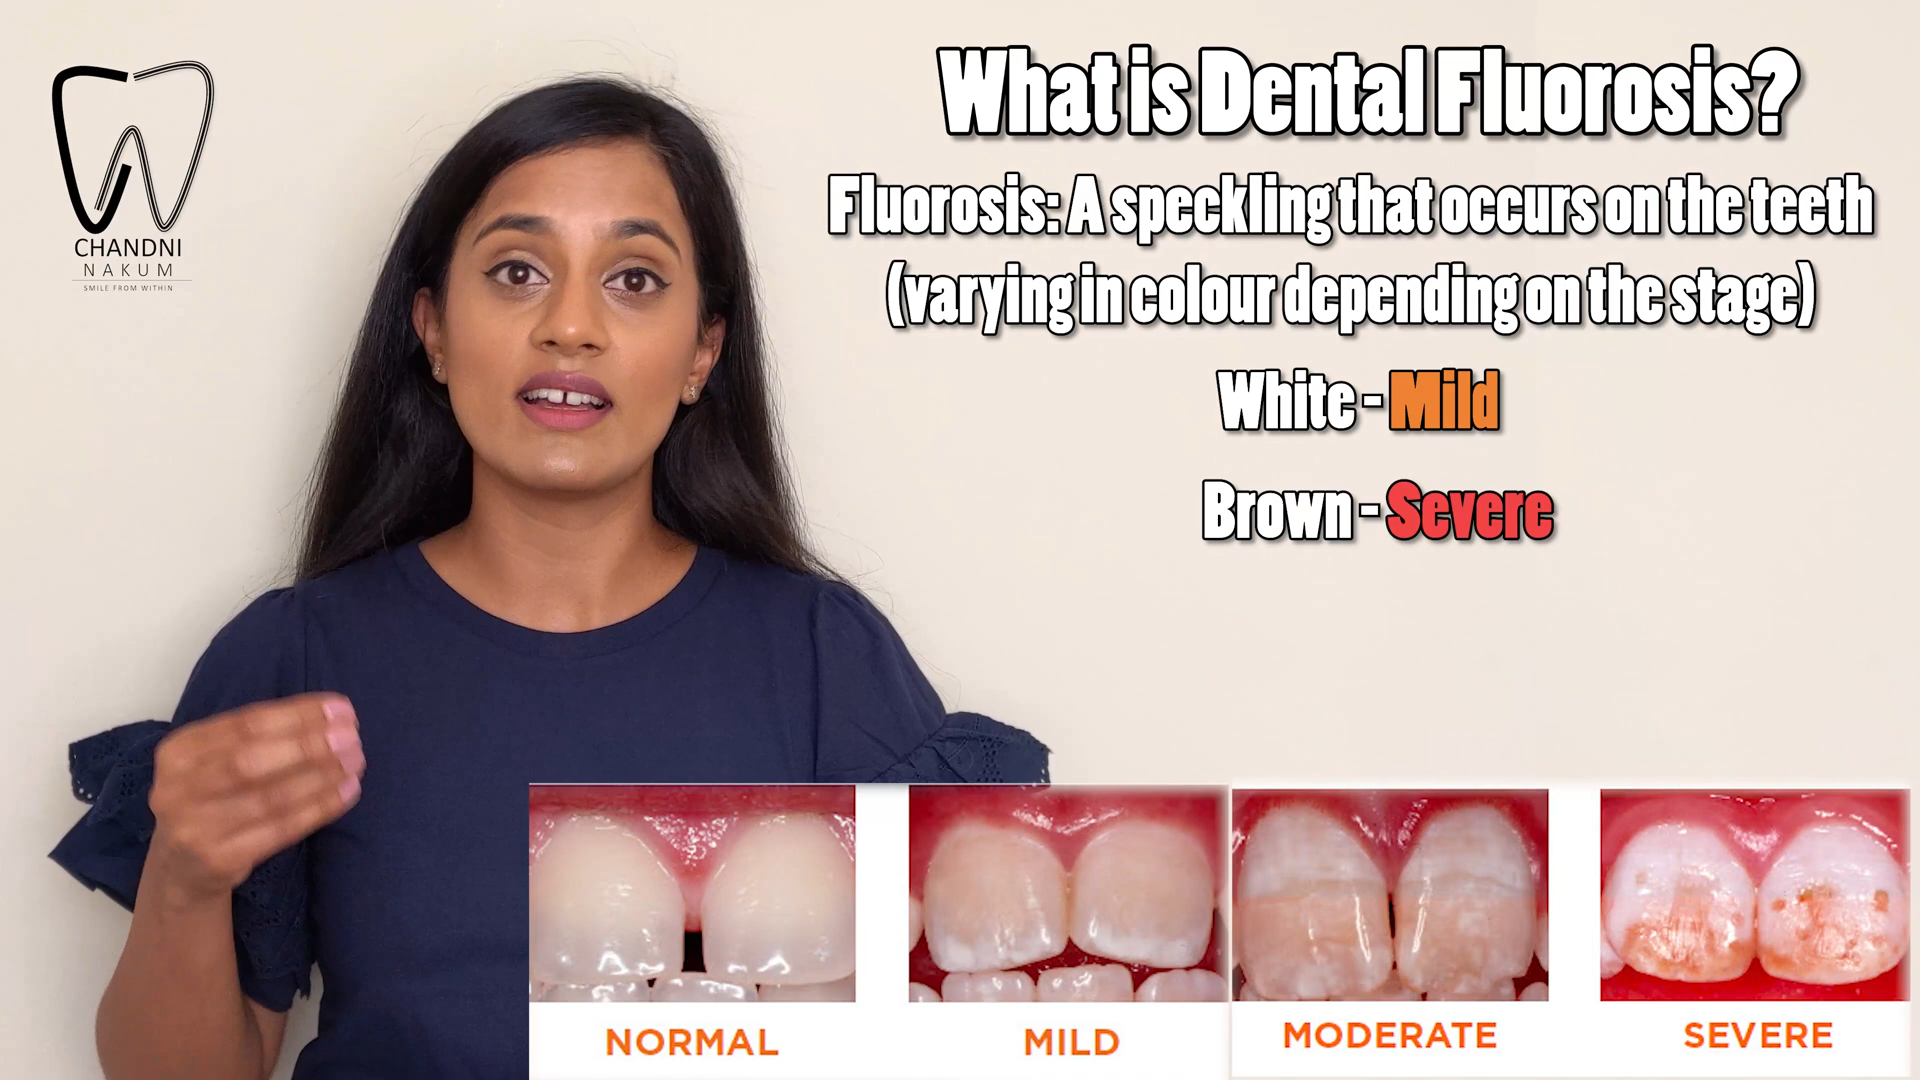 CHANDNI
NAKUM
SMILE FROM WITHIN
What is Dental Fluorosis?
Fluorosis: A speckling that occurs on the teeth
(varying in colour depending on the stage)
White - Mild
Brown - Severe
NORMAL
MILD
MODERATE
SEVERE